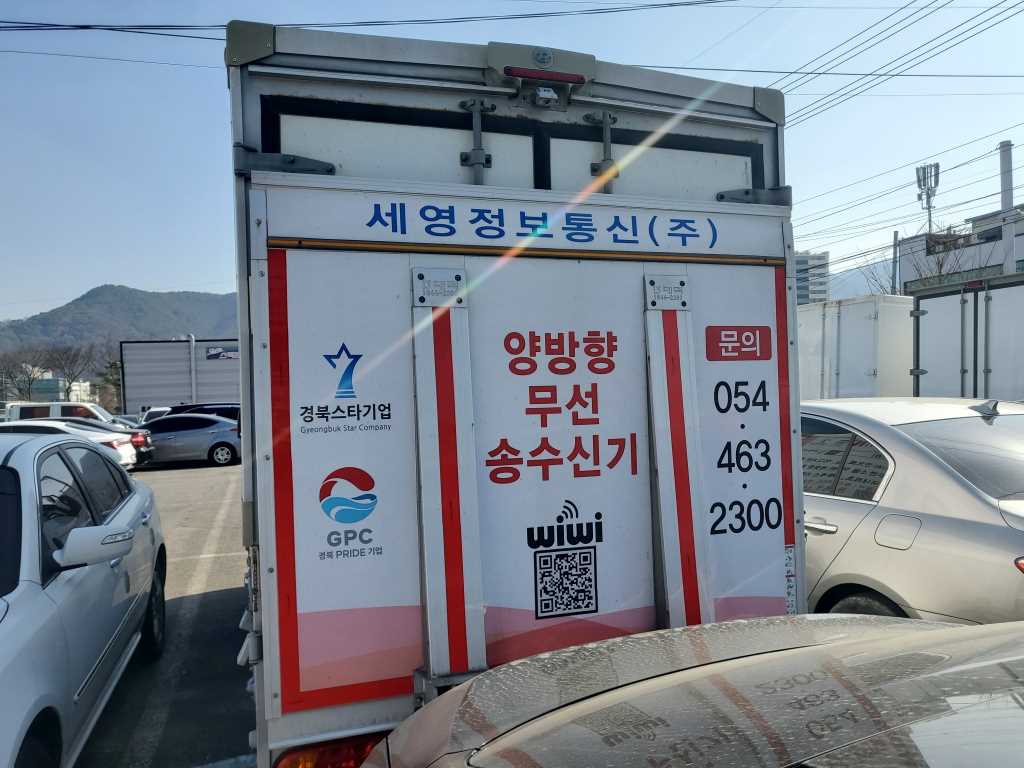 세영정보통신(주)
경북스타기업
Gyeongbuk Star Company
GPC
경북 PRIDE 기업
양방향
무선
송수신기
wiwi
문의
054
463
2300